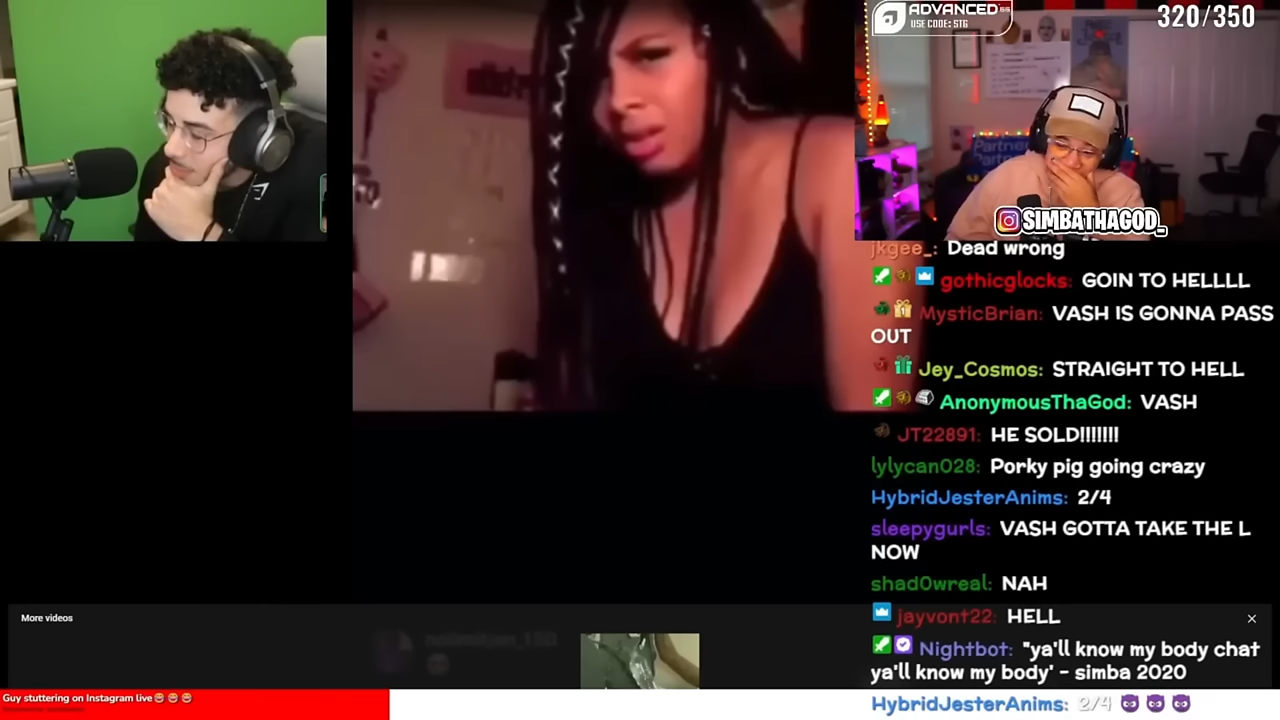 ADVANCED
USE CODE: STG
320/350
Partner
SIMBATHAGOD_
jkgee_: Dead wrong
gothicglocks: GOIN TO HELLLL
MysticBrian: VASH IS GONNA PASS
OUT
Jey_Cosmos: STRAIGHT TO HELL
AnonymousThaGod: VASH
JT22891: HE SOLD!!!!!!!
lylycan028: Porky pig going crazy
HybridJesterAnims: 2/4
sleepygurls: VASH GOTTA TAKE THE L
NOW
shad0wreal: NAH
jayvont22: HELL
Nightbot: "ya'll know my body chat
ya'll know my body' - simba 2020
HybridJesterAnims: 2/4 😈 😈 😈
More videos
Guy stuttering on Instagram live😂 😂 😂